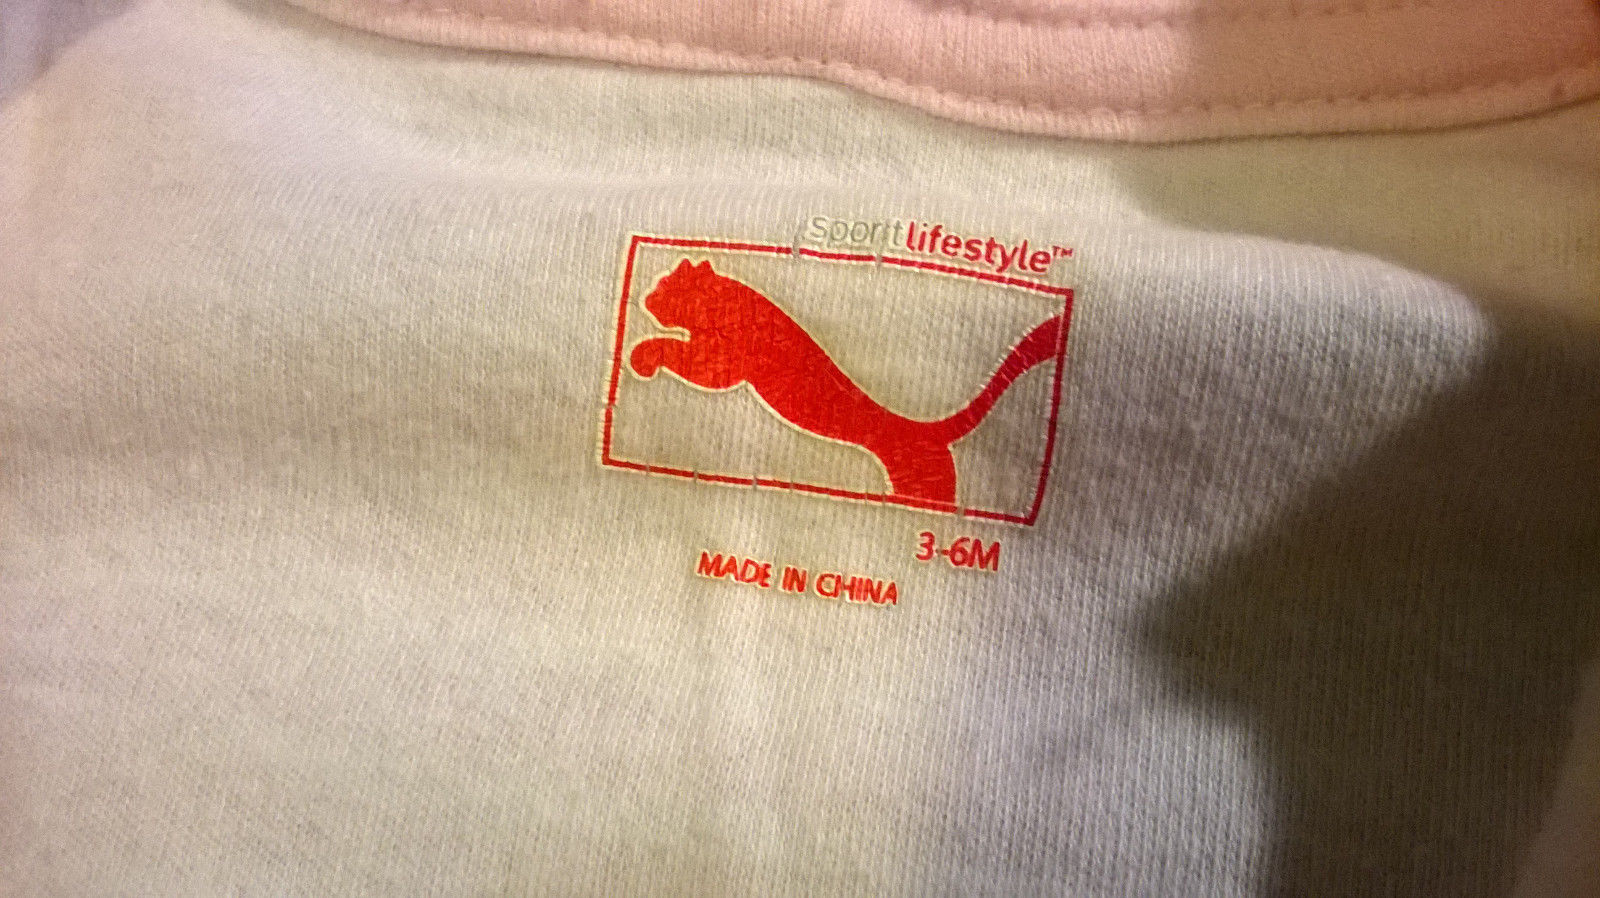 sportlifestyle™
3-6M
MADE IN CHINA